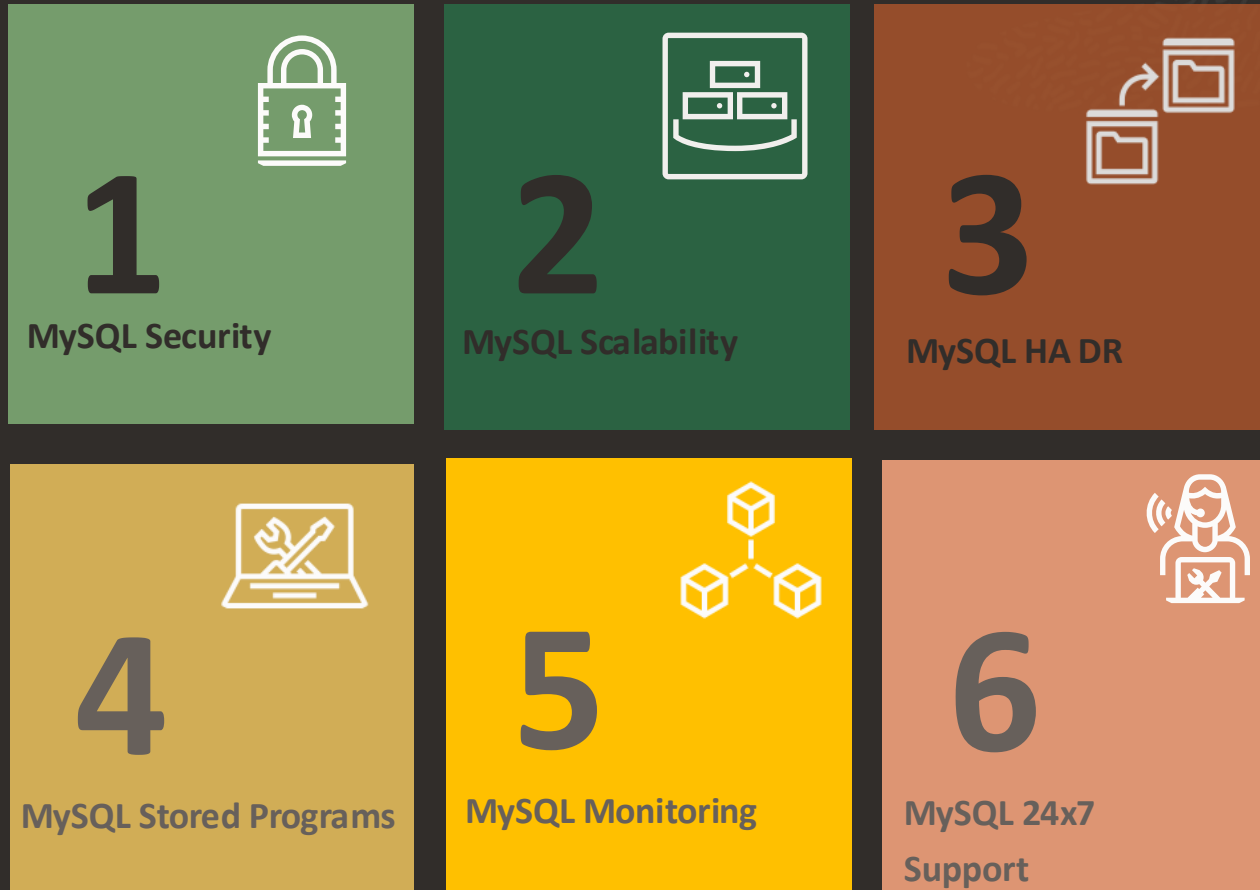 1
MySQL Security
2
MySQL Scalability
3
MySQL HA DR
4
MySQL Stored Programs
5
MySQL Monitoring
6
MySQL 24x7
Support